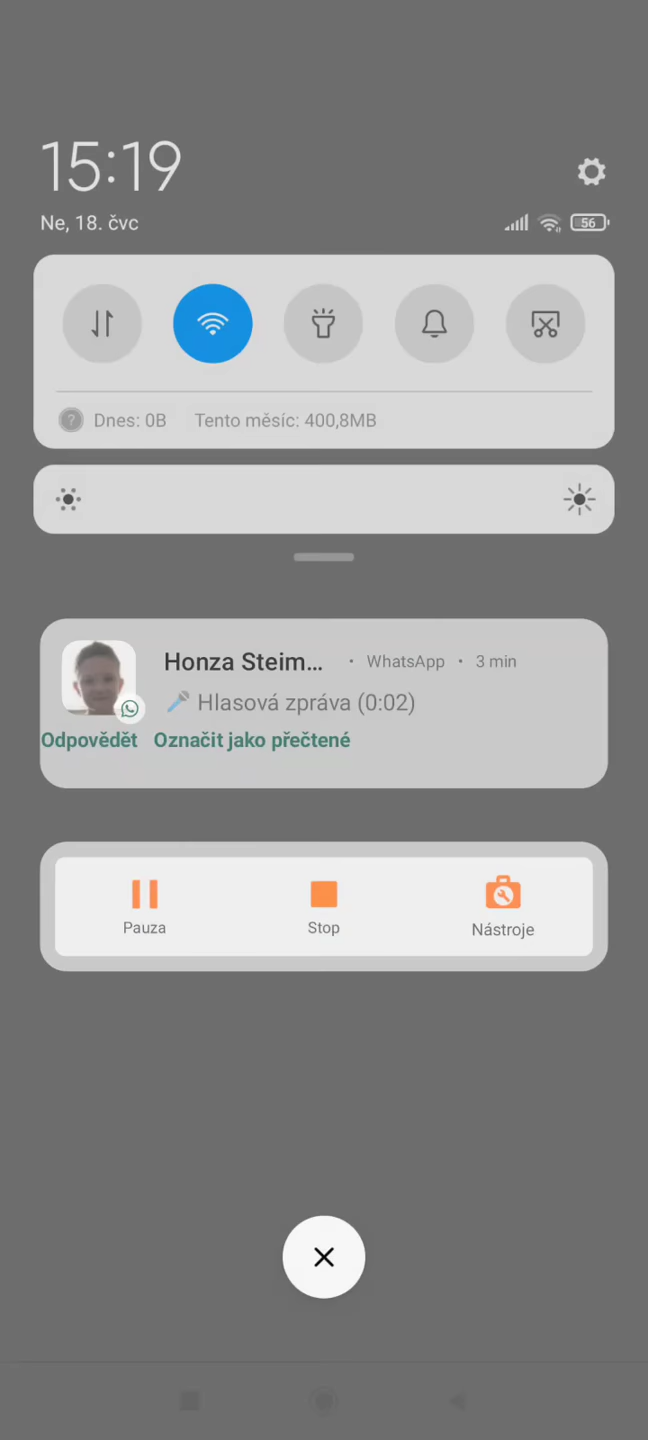 15:19
Ne, 18. čvc
56
Dnes: 0B Tento měsíc: 400,8MB
Honza Steim... • WhatsApp • 3 min
Hlasová zpráva (0:02)
Odpovědět Označit jako přečtené
Pauza Stop Nástroje